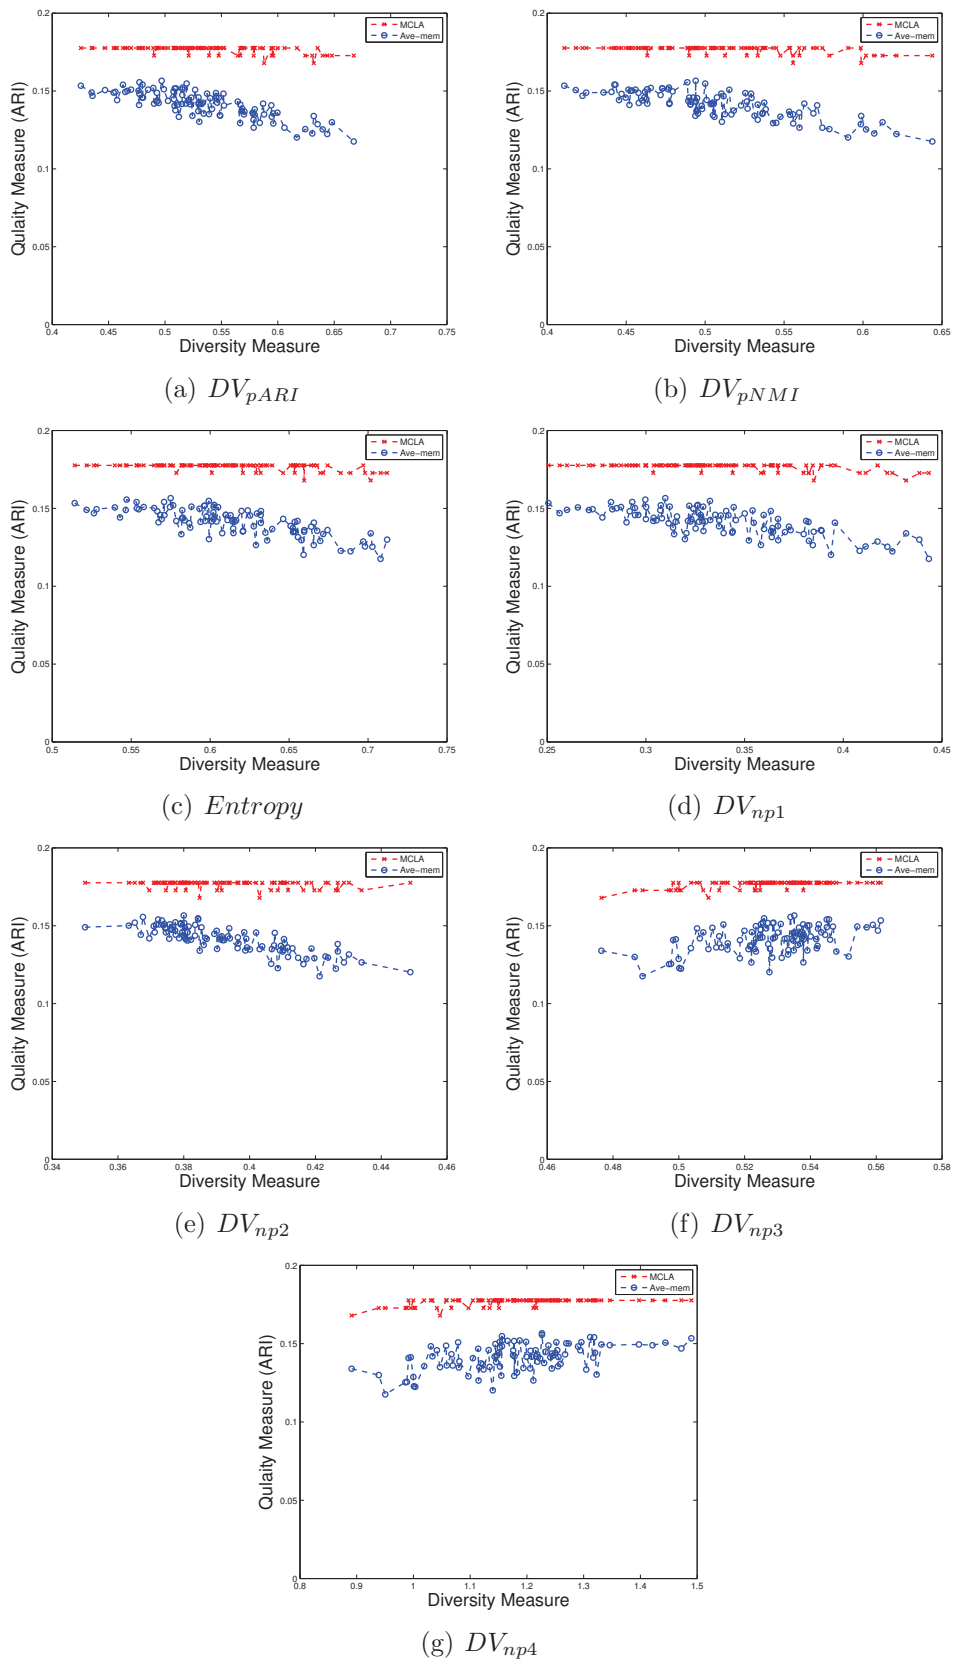 0.2
MCLA
Ave-mem
0.15
0.1
0.05
0
Qulaity Measure (ARI)
0.4 0.45 0.5 0.55 0.6 0.65 0.7 0.75
Diversity Measure
(a) DV_pARI
0.2
MCLA
Ave-mem
0.15
0.1
0.05
0
Qulaity Measure (ARI)
0.4 0.45 0.5 0.55 0.6 0.65
Diversity Measure
(b) DV_pNMI
0.2
MCLA
Ave-mem
0.15
0.1
0.05
0
Qulaity Measure (ARI)
0.5 0.55 0.6 0.65 0.7 0.75
Diversity Measure
(c) Entropy
0.2
MCLA
Ave-mem
0.15
0.1
0.05
0
Qulaity Measure (ARI)
0.25 0.3 0.35 0.4 0.45
Diversity Measure
(d) DV_np1
0.2
MCLA
Ave-mem
0.15
0.1
0.05
0
Qulaity Measure (ARI)
0.34 0.36 0.38 0.4 0.42 0.44 0.46
Diversity Measure
(e) DV_np2
0.2
MCLA
Ave-mem
0.15
0.1
0.05
0
Qulaity Measure (ARI)
0.46 0.48 0.5 0.52 0.54 0.56 0.58
Diversity Measure
(f) DV_np3
0.2
MCLA
Ave-mem
0.15
0.1
0.05
0
Qulaity Measure (ARI)
0.8 0.9 1 1.1 1.2 1.3 1.4 1.5
Diversity Measure
(g) DV_np4